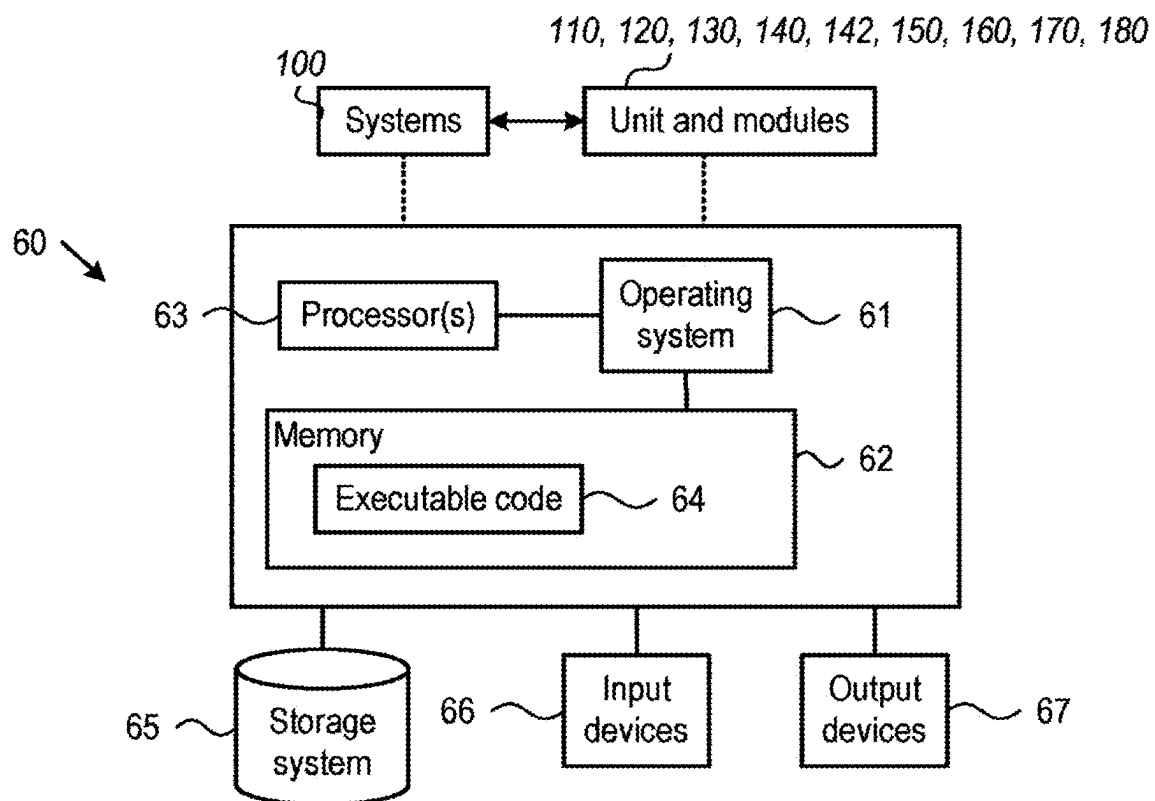 110, 120, 130, 140, 142, 150, 160, 170, 180
100
Systems
Unit and modules
60
63
Processor(s)
Operating
system
61
Memory
62
Executable code
64
65
Storage
system
66
Input
devices
Output
devices
67